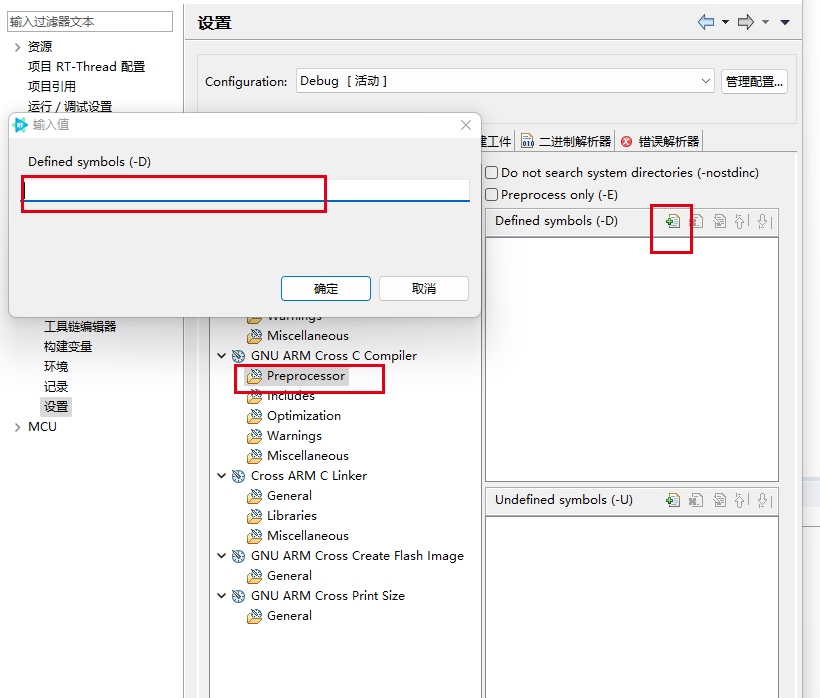 输入过滤器文本
资源
项目 RT-Thread 配置
项目引用
运行 / 调试设置
设置
Configuration: Debug [ 活动 ] 管理配置...
建工件 二进制解析器 错误解析器
输入值
Defined symbols (-D)
确定 取消
工具链编辑器
构建变量
环境
记录
设置
MCU
Warnings
Miscellaneous
GNU ARM Cross C Compiler
Preprocessor
Includes
Optimization
Warnings
Miscellaneous
Cross ARM C Linker
General
Libraries
Miscellaneous
GNU ARM Cross Create Flash Image
General
GNU ARM Cross Print Size
General
Do not search system directories (-nostdinc)
Preprocess only (-E)
Defined symbols (-D)
Undefined symbols (-U)